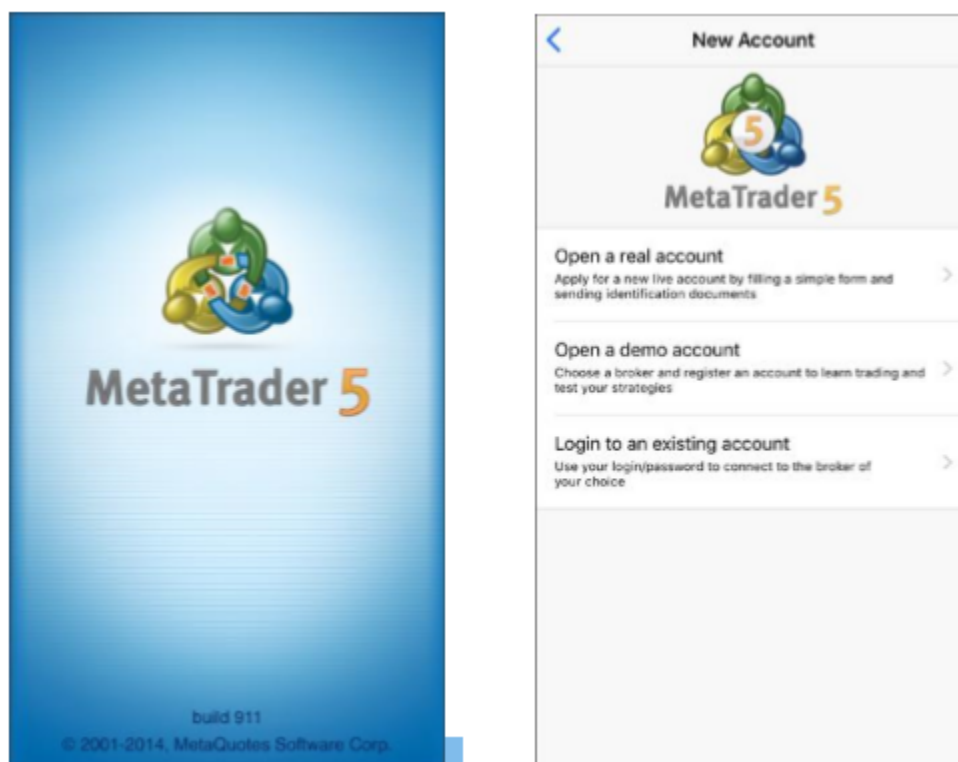 MetaTrader 5
build 911
© 2001-2014, MetaQuotes Software Corp.
New Account
5
MetaTrader 5
Open a real account
Apply for a new live account by filling a simple form and
sending identification documents
Open a demo account
Choose a broker and register an account to learn trading and
test your strategies
Login to an existing account
Use your login/password to connect to the broker of
your choice